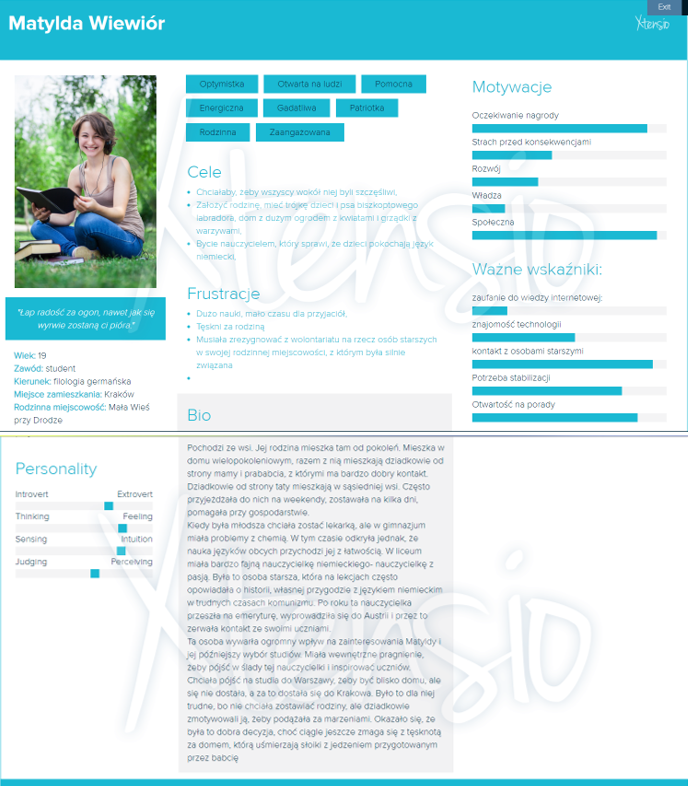 Exit
Matylda Wiewiór
Xtensio
Optymistka
Otwarta na ludzi
Pomocna
Energiczna
Gadatliwa
Patriotka
Rodzinna
Zaangazowana
Cele
Chciałaby, żeby wszyscy wokół niej byli szczęśliwi,
Założyć rodzinę, mieć trójkę dzieci i psa biszkoptowego
labradora, dom z dużym ogrodem z kwiatami i grządki z
warzywami,
Bycie nauczycielem, który sprawi, że dzieci pokochają język
niemiecki,
Frustracje
Duzo nauki, mało czasu dla przyjaciół,
Tęskni za rodziną
Musiała zrezygnować z wolontariatu na rzecz osób starszych
w swojej rodzinnej miejscowości, z którym była silnie
związana
"Łap radość za ogon, nawet jak się
wyrwie zostaną ci pióra."
Wiek: 19
Zawód: student
Kierunek: filologia germańska
Miejsce zamieszkania: Kraków
Rodzinna miejscowość: Mała Wieś
przy Drodze
Motywacje
Oczekiwanie nagrody
Strach przed konsekwencjami
Rozwój
Władza
Społeczna
Ważne wskaźniki:
zaufanie do wiedzy internetowej:
znajomość technologii
kontakt z osobami starszymi
Potrzeba stabilizacji
Otwartość na porady
Personality
Introvert Extrovert
Thinking Feeling
Sensing Intuition
Judging Perceiving
Bio
Pochodzi ze wsi. Jej rodzina mieszka tam od pokoleń. Mieszka w
domu wielopokoleniowym, razem z nią mieszkają dziadkowie od
strony mamy i prababcia, z którymi ma bardzo dobry kontakt.
Dziadkowie od strony taty mieszkają w sąsiedniej wsi. Często
przyjeżdżała do nich na weekendy, zostawała na kilka dni,
pomagała przy gospodarstwie.
Kiedy była młodsza chciała zostać lekarką, ale w gimnazjum
miała problemy z chemią. W tym czasie odkryła jednak, że
nauka języków obcych przychodzi jej z łatwością. W liceum
miała bardzo fajną nauczycielkę niemieckiego- nauczycielkę z
pasją. Była to osoba starsza, która na lekcjach często
opowiadała o historii, własnej przygodzie z językiem niemieckim
w trudnych czasach komunizmu. Po roku ta nauczycielka
przeszła na emeryturę, wyprowadziła się do Austrii i przez to
zerwała kontakt ze swoimi uczniami.
Ta osoba wywarła ogromny wpływ na zainteresowania Matyldy i
jej późniejszy wybór studiów. Miała wewnętrzne pragnienie,
żeby pójść w ślady tej nauczycielki i inspirować uczniów.
Chciała pójść na studia do Warszawy, żeby być blisko domu, ale
się nie dostała, a za to dostała się do Krakowa. Było to dla niej
trudne, bo nie chciała zostawiać rodziny, ale dziadkowie
zmotywowali ją, żeby podążała za marzeniami. Okazało się, że
była to dobra decyzja, choć ciągle jeszcze zmaga się z tęsknotą
za domem, którą uśmierzają słoiki z jedzeniem przygotowanym
przez babcię